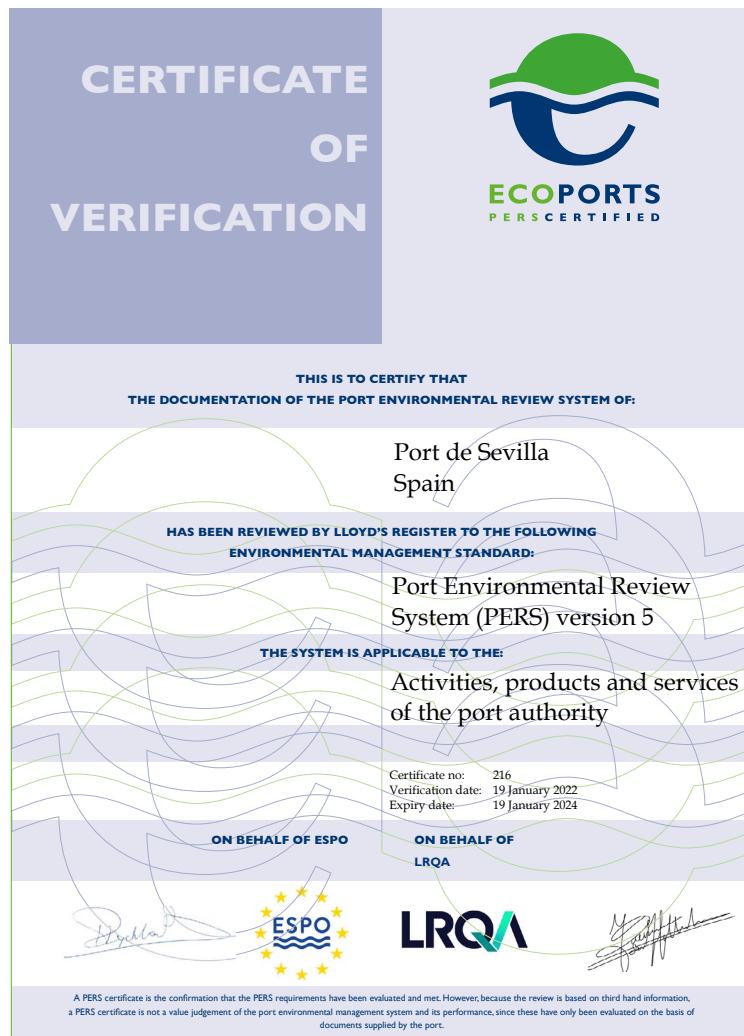 CERTIFICATE
OF
VERIFICATION
ECOPORTS
PERSCERTIFIED
THIS IS TO CERTIFY THAT
THE DOCUMENTATION OF THE PORT ENVIRONMENTAL REVIEW SYSTEM OF:
Port de Sevilla
Spain
HAS BEEN REVIEWED BY LLOYD'S REGISTER TO THE FOLLOWING
ENVIRONMENTAL MANAGEMENT STANDARD:
Port Environmental Review
System (PERS) version 5
THE SYSTEM IS APPLICABLE TO THE:
Activities, products and services
of the port authority
Certificate no: 216
Verification date: 19 January 2022
Expiry date: 19 January 2024
ON BEHALF OF ESPO
ON BEHALF OF
LRQA
ESPO
LRQA
A PERS certificate is the confirmation that the PERS requirements have been evaluated and met. However, because the review is based on third hand information,
a PERS certificate is not a value judgement of the port environmental management system and its performance, since these have only been evaluated on the basis of
documents supplied by the port.